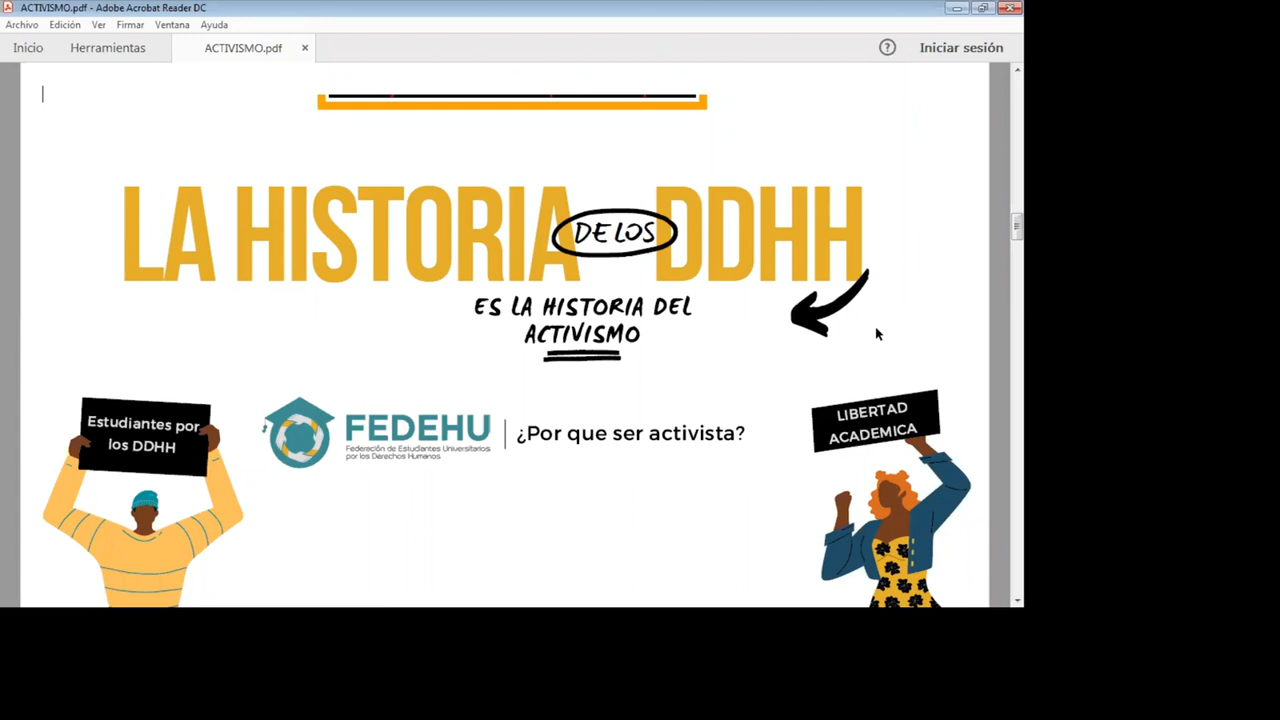 ACTIVISMO.pdf - Adobe Acrobat Reader DC
Archivo Edición Ver Firmar Ventana Ayuda
Inicio Herramientas ACTIVISMO.pdf × ? Iniciar sesión
LA HISTORIA DE LOS DDHH
ES LA HISTORIA DEL
ACTIVISMO
Estudiantes por
los DDHH
FEDEHU
Federación de Estudiantes Universitarios
por los Derechos Humanos
¿Por que ser activista?
LIBERTAD
ACADEMICA